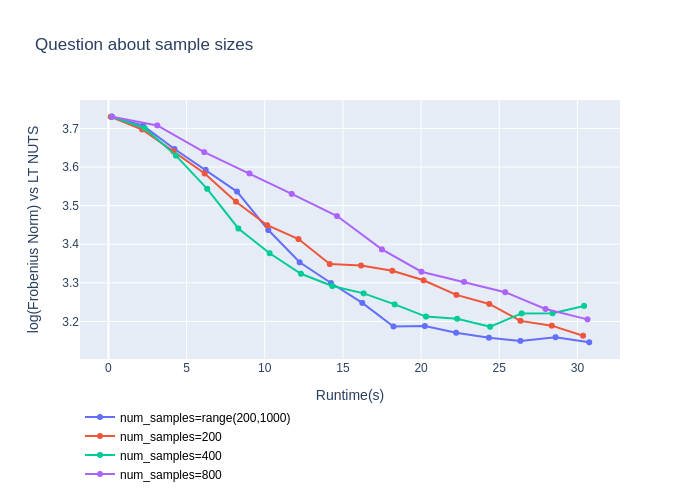 Question about sample sizes
log(Frobenius Norm) vs LT NUTS
3.7
3.6
3.5
3.4
3.3
3.2
0 5 10 15 20 25 30
Runtime(s)
num_samples=range(200,1000)
num_samples=200
num_samples=400
num_samples=800